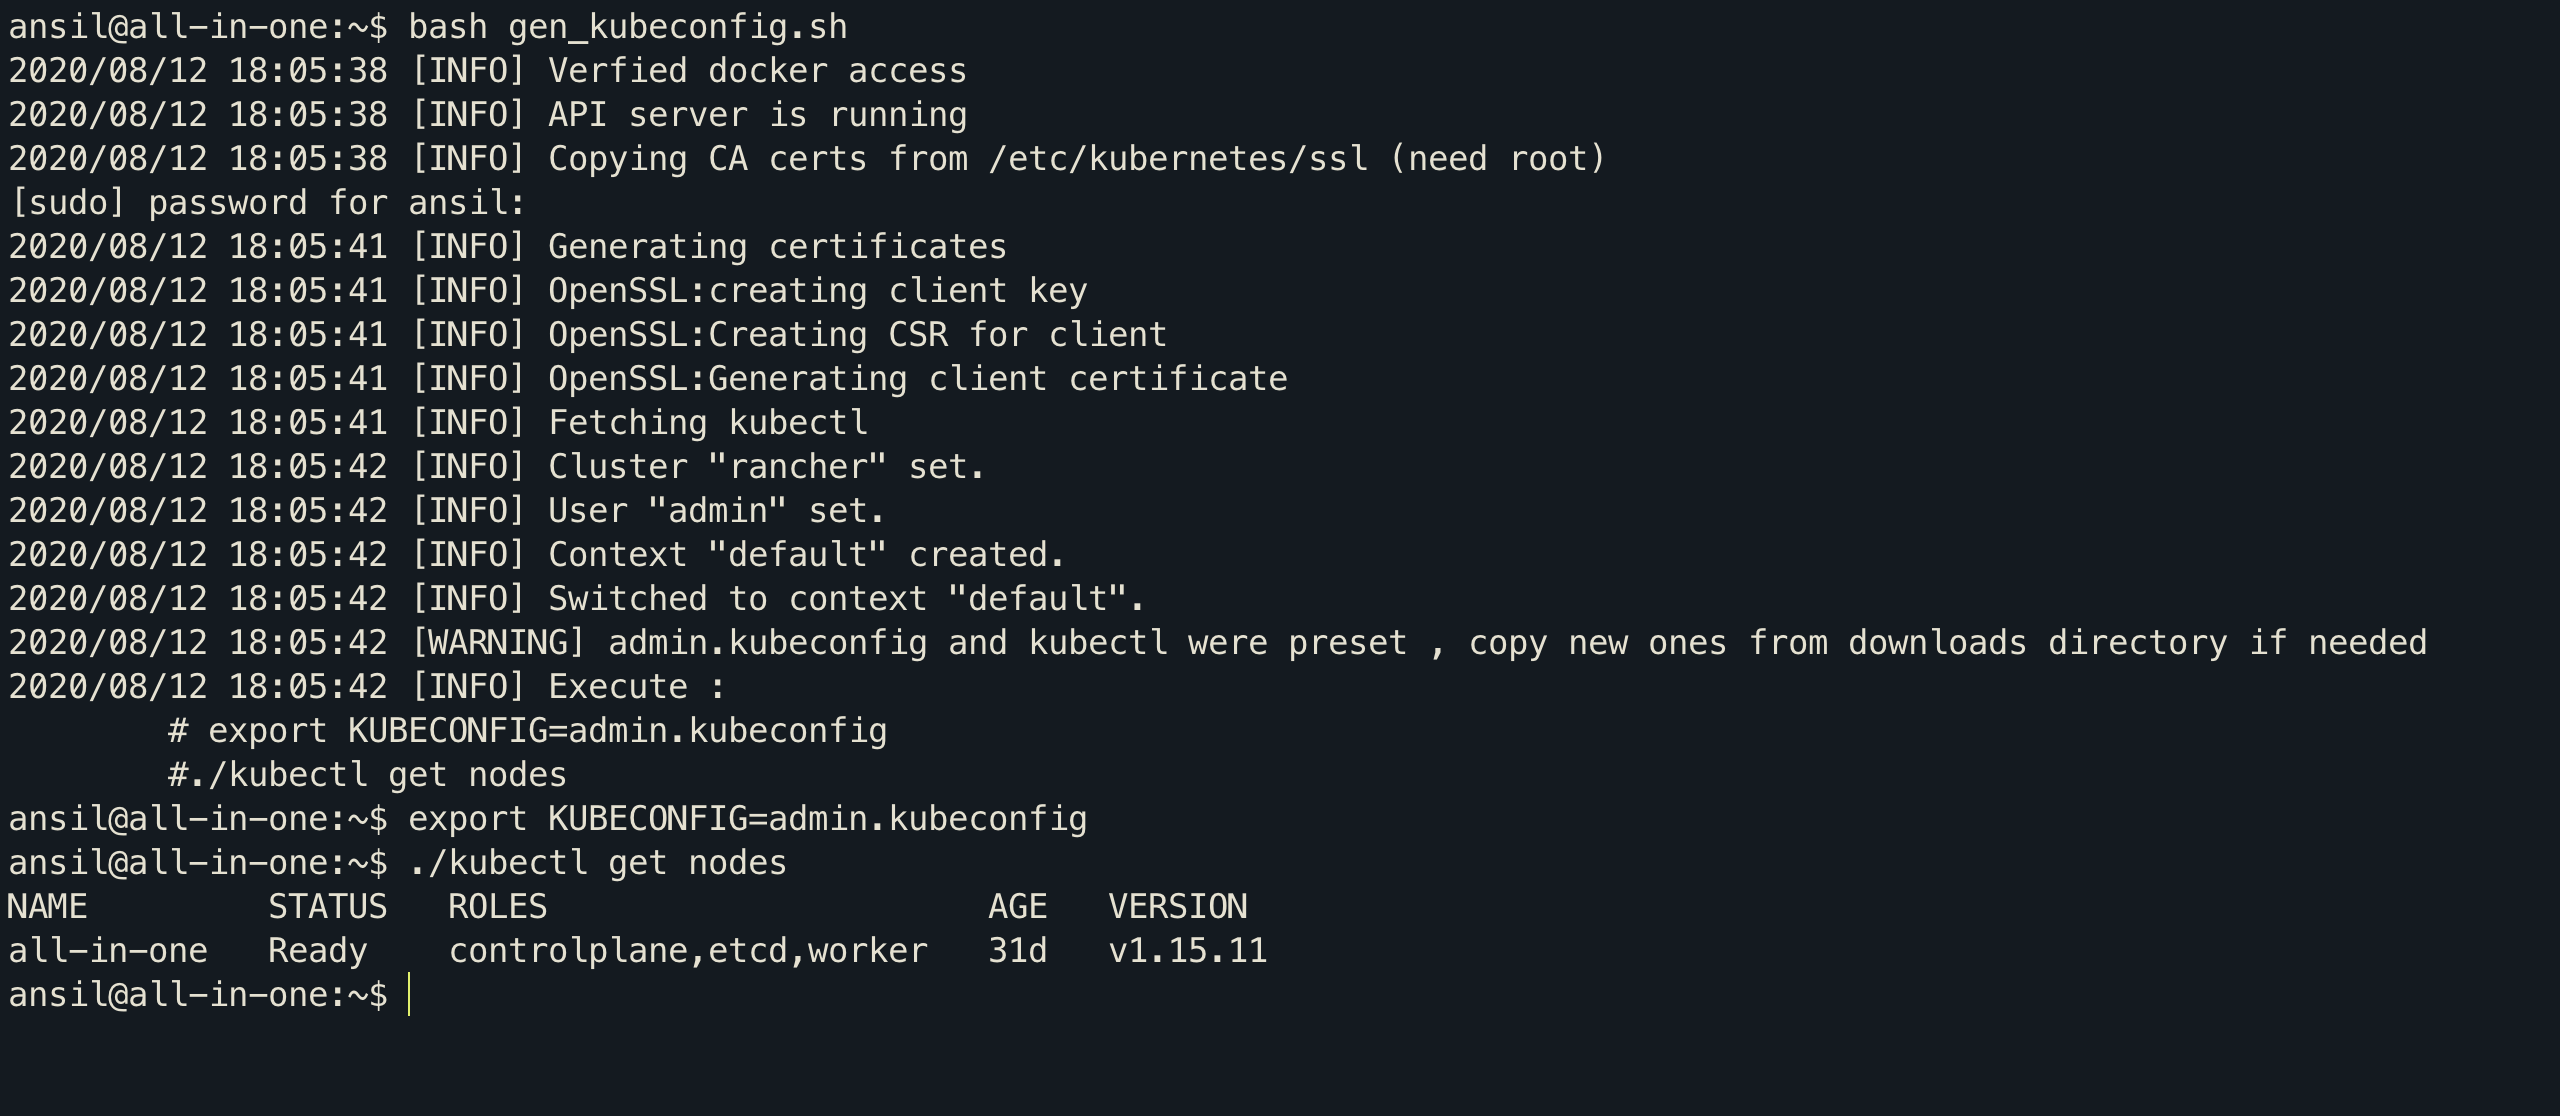 ansil@all-in-one:~$ bash gen_kubeconfig.sh
2020/08/12 18:05:38 [INFO] Verfied docker access
2020/08/12 18:05:38 [INFO] API server is running
2020/08/12 18:05:38 [INFO] Copying CA certs from /etc/kubernetes/ssl (need root)
[sudo] password for ansil:
2020/08/12 18:05:41 [INFO] Generating certificates
2020/08/12 18:05:41 [INFO] OpenSSL:creating client key
2020/08/12 18:05:41 [INFO] OpenSSL:Creating CSR for client
2020/08/12 18:05:41 [INFO] OpenSSL:Generating client certificate
2020/08/12 18:05:41 [INFO] Fetching kubectl
2020/08/12 18:05:42 [INFO] Cluster "rancher" set.
2020/08/12 18:05:42 [INFO] User "admin" set.
2020/08/12 18:05:42 [INFO] Context "default" created.
2020/08/12 18:05:42 [INFO] Switched to context "default".
2020/08/12 18:05:42 [WARNING] admin.kubeconfig and kubectl were preset , copy new ones from downloads directory if needed
2020/08/12 18:05:42 [INFO] Execute :
        # export KUBECONFIG=admin.kubeconfig
        #./kubectl get nodes
ansil@all-in-one:~$ export KUBECONFIG=admin.kubeconfig
ansil@all-in-one:~$ ./kubectl get nodes
NAME         STATUS   ROLES                      AGE   VERSION
all-in-one   Ready    controlplane,etcd,worker   31d   v1.15.11
ansil@all-in-one:~$